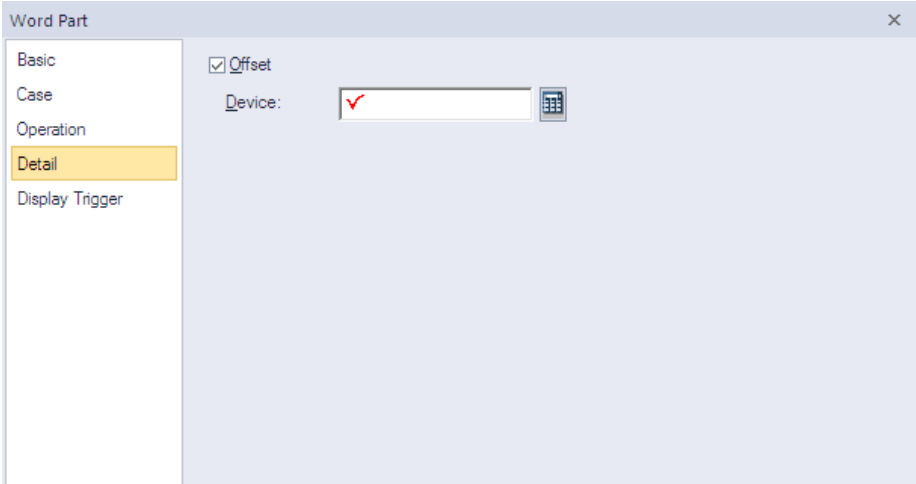 Word Part
Basic
Case
Operation
Detail
Display Trigger
Offset
Device: